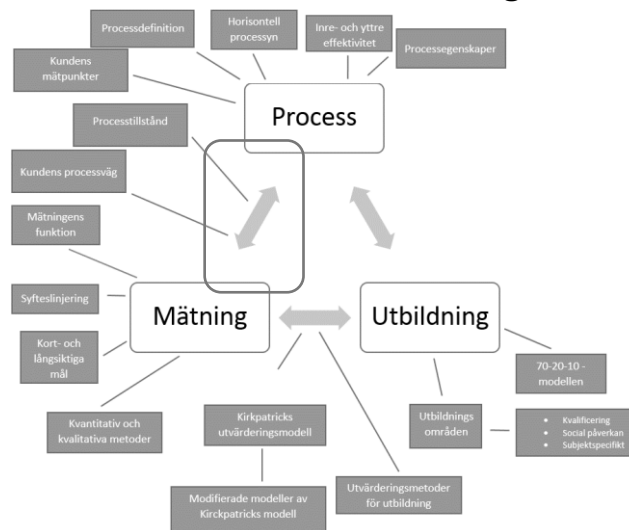 Processdefinition
Horisontell
processyn
Inre- och yttre
effektivitet
Processegenskaper
Kundens
mätpunkter
Process
Processtillstånd
Kundens processväg
Mätningens
funktion
Syfteslinjering
Mätning
Utbildning
Kort- och
långsiktiga
mål
70-20-10 -
modellen
Kvantitativ och
kvalitativa metoder
Kirkpatricks
utvärderingsmodell
Utbildnings
områden
• Kvalificering
• Social påverkan
• Subjektspecifikt
Modifierade modeller av
Kirckpatricks modell
Utvärderingsmetoder
för utbildning